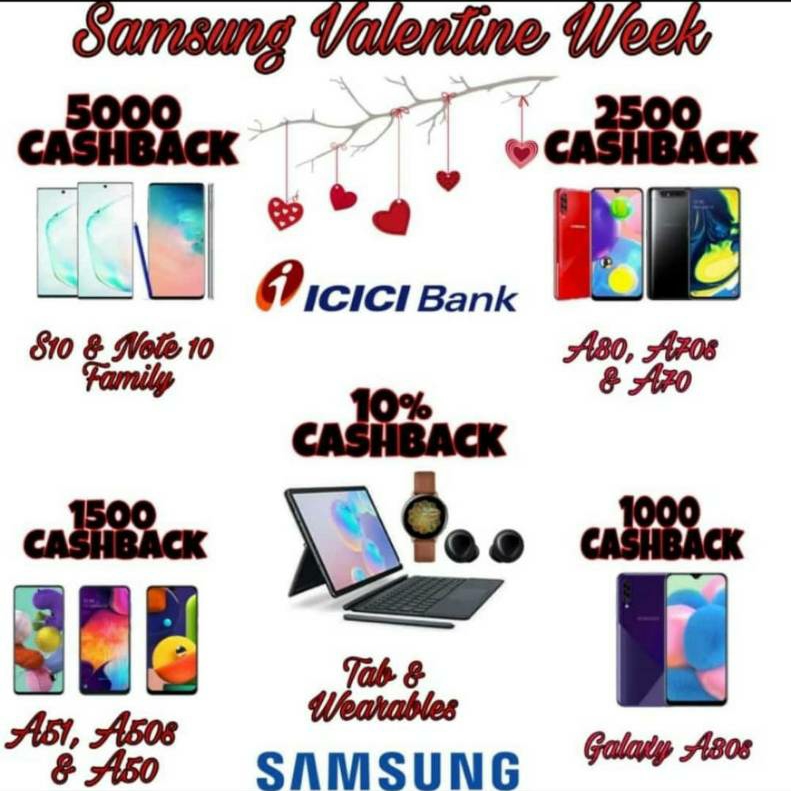 Samsung Valentine Week
5000
CASHBACK
S10 & Note 10
Family
2500
CASHBACK
A80, A70s
& A70
ICICI Bank
10%
CASHBACK
Tab &
Wearables
1500
CASHBACK
A51, A50s
& A50
1000
CASHBACK
Galaxy A30s
SAMSUNG